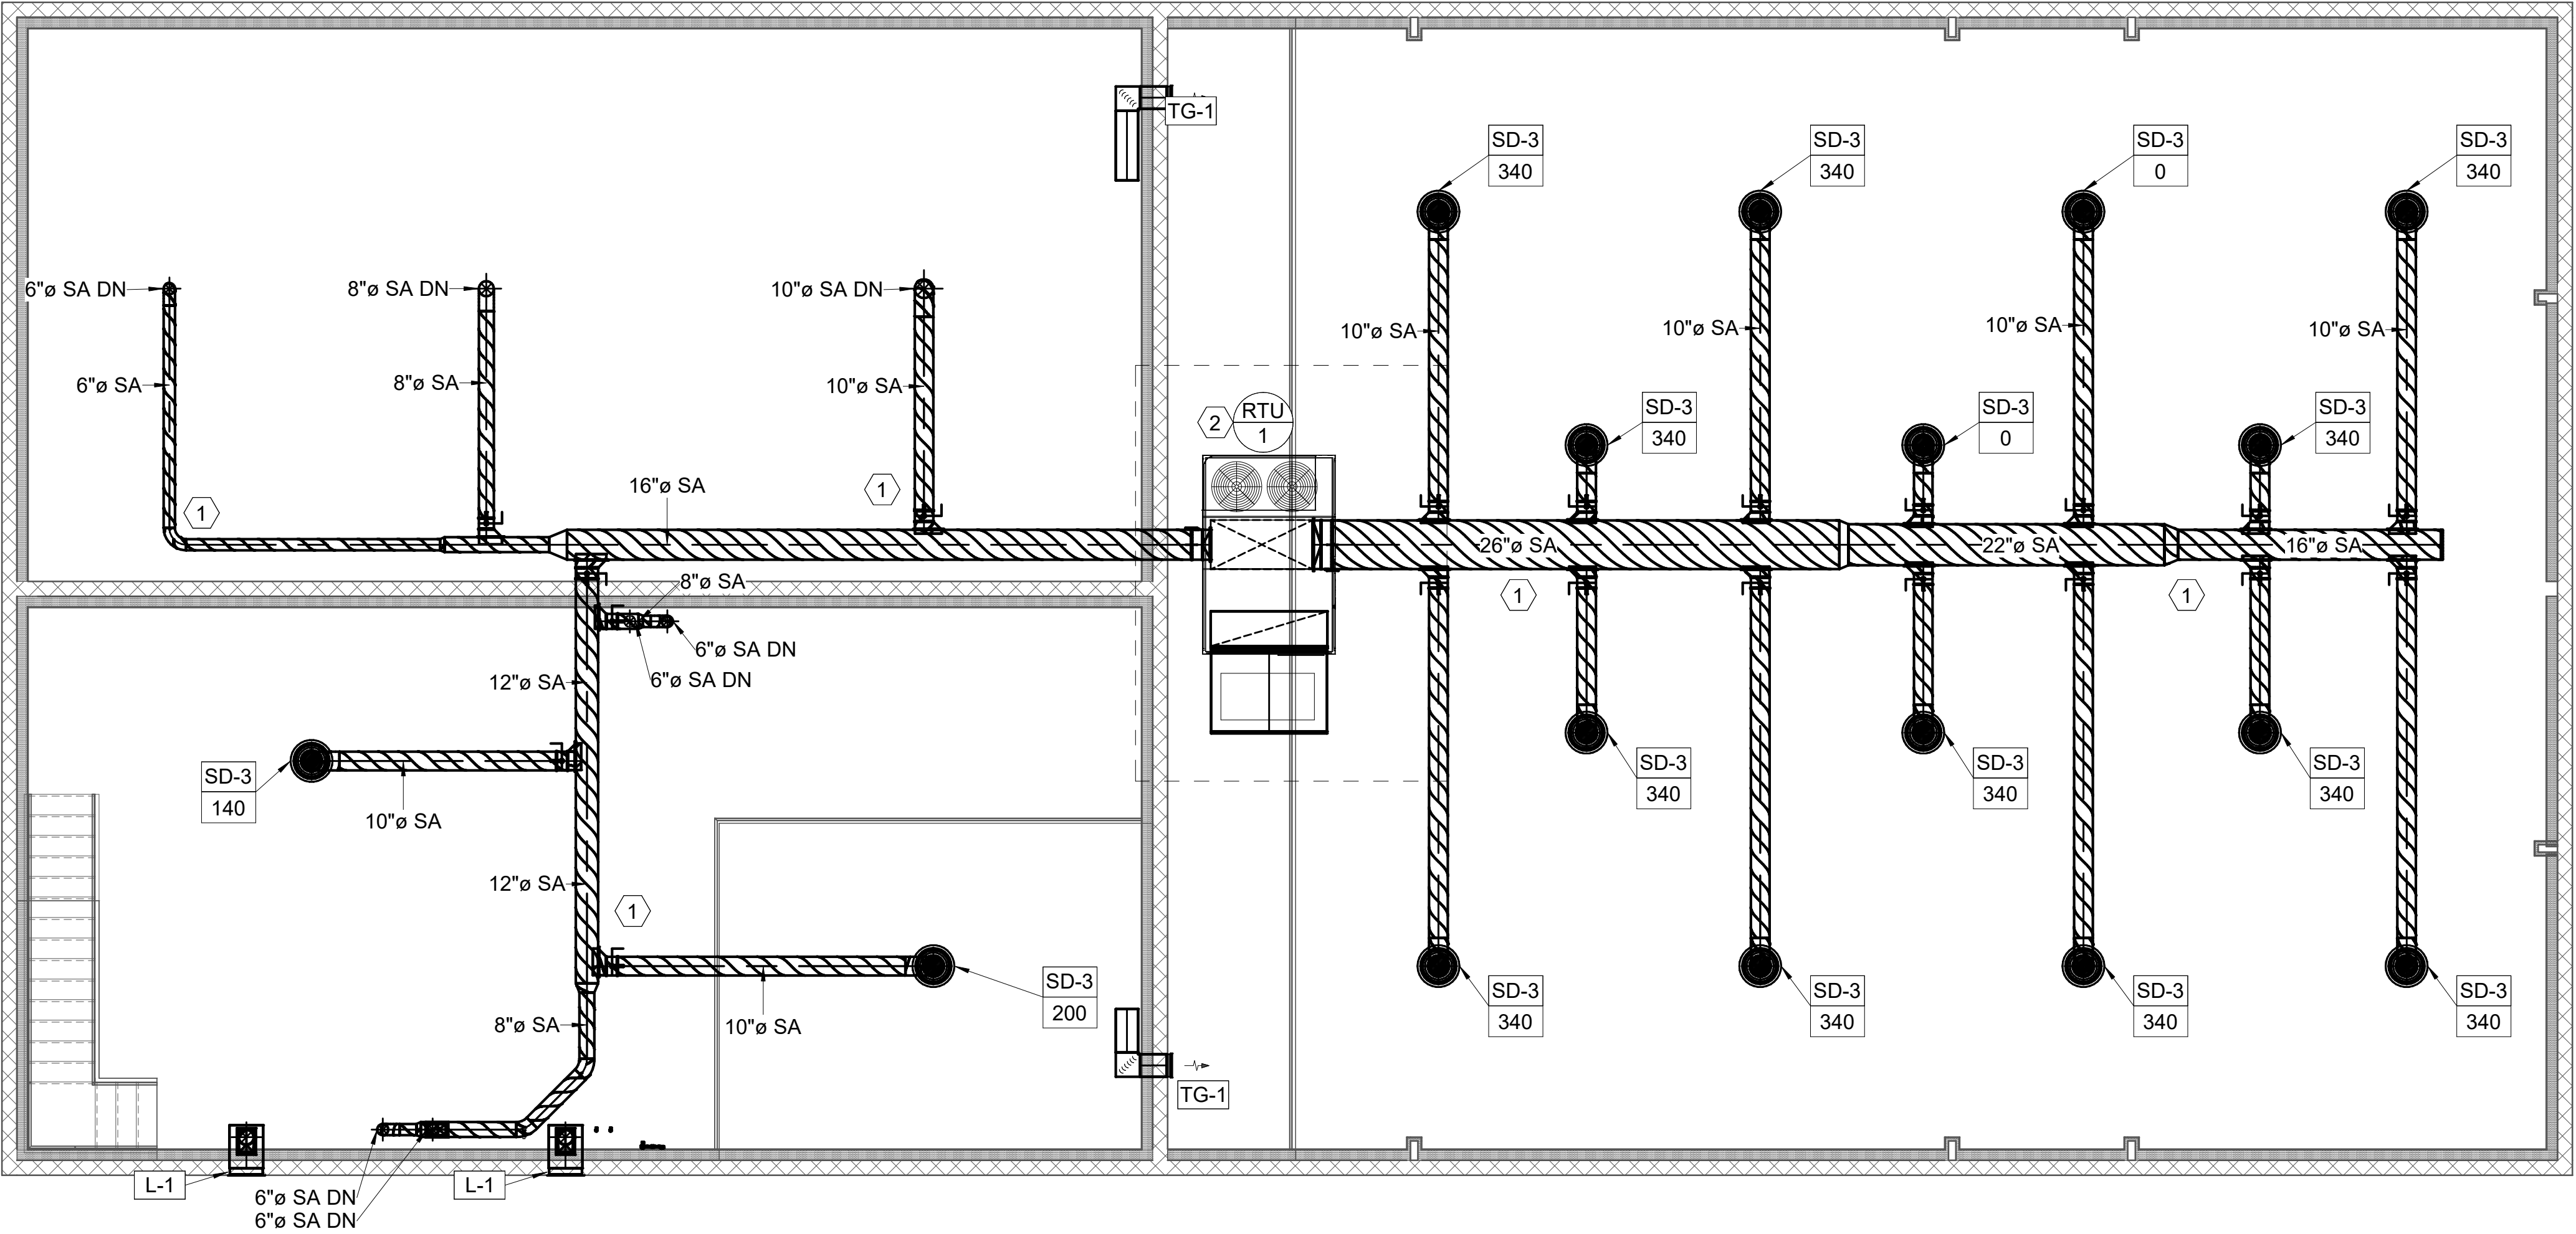 TG-1
SD-3
340
SD-3
340
SD-3
0
SD-3
340
6"ø SA DN
8"ø SA DN
10"ø SA DN
10"ø SA
10"ø SA
10"ø SA
10"ø SA
6"ø SA
8"ø SA
10"ø SA
2
RTU
1
SD-3
340
SD-3
0
SD-3
340
1
16"ø SA
1
26"ø SA
22"ø SA
16"ø SA
8"ø SA
1
1
6"ø SA DN
6"ø SA DN
12"ø SA
SD-3
140
10"ø SA
SD-3
340
SD-3
340
SD-3
340
12"ø SA
1
SD-3
200
8"ø SA
10"ø SA
SD-3
340
SD-3
340
SD-3
340
SD-3
340
TG-1
L-1
L-1
6"ø SA DN
6"ø SA DN